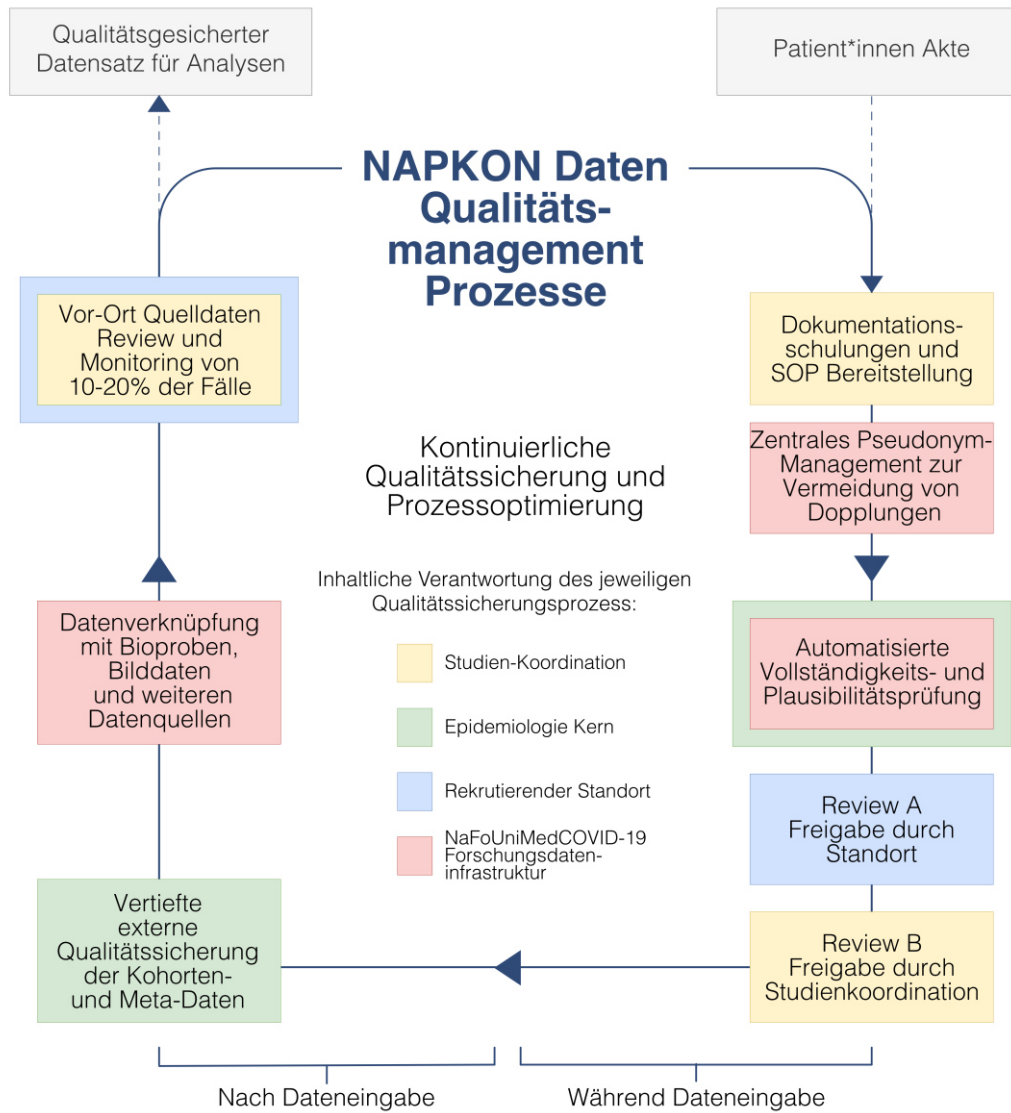 Qualitätsgesicherter
Datensatz für Analysen
Patient*innen Akte
NAPKON Daten
Qualitäts-
management
Prozesse
Vor-Ort Quelldaten
Review und
Monitoring von
10-20% der Fälle
Dokumentations-
schulungen und
SOP Bereitstellung
Zentrales Pseudonym-
Management zur
Vermeidung von
Dopplungen
Kontinuierliche
Qualitätssicherung und
Prozessoptimierung
Inhaltliche Verantwortung des jeweiligen
Qualitätssicherungsprozess:
Studien-Koordination
Epidemiologie Kern
Rekrutierender Standort
NaFoUniMedCOVID-19
Forschungsdaten-
infrastruktur
Datenverknüpfung
mit Bioproben,
Bilddaten
und weiteren
Datenquellen
Automatisierte
Vollständigkeits- und
Plausibilitätsprüfung
Review A
Freigabe durch
Standort
Vertiefte
externe
Qualitätssicherung
der Kohorten-
und Meta-Daten
Review B
Freigabe durch
Studienkoordination
Nach Dateneingabe
Während Dateneingabe